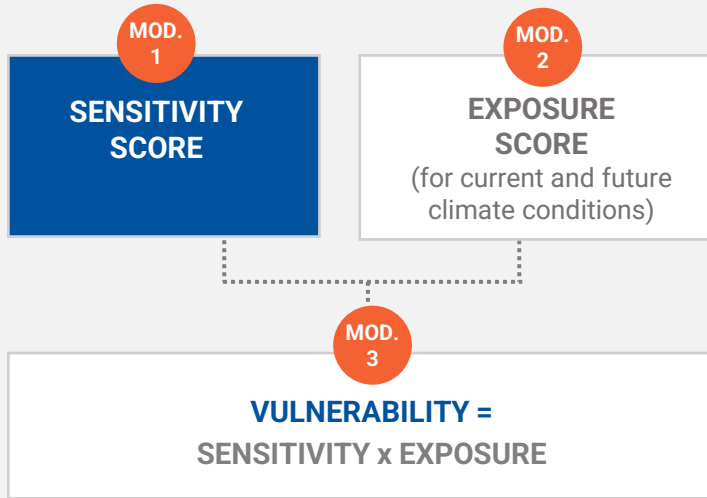 MOD.
1
SENSITIVITY
SCORE
MOD.
2
EXPOSURE
SCORE
(for current and future
climate conditions)
MOD.
3
VULNERABILITY =
SENSITIVITY x EXPOSURE